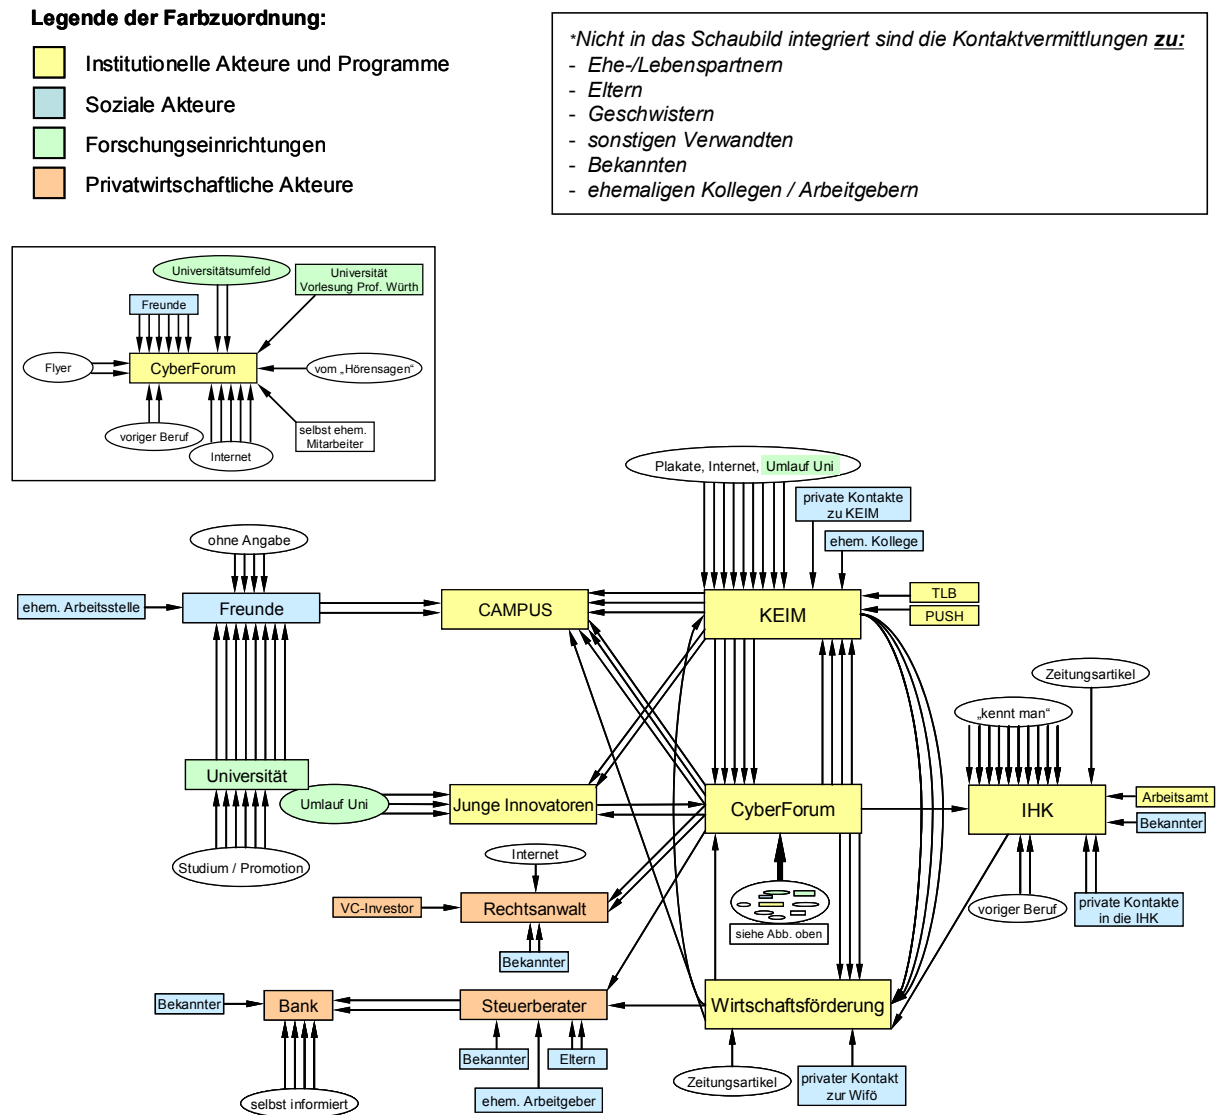 Legende der Farbzuordnung:
Institutionelle Akteure und Programme
Soziale Akteure
Forschungseinrichtungen
Privatwirtschaftliche Akteure
*Nicht in das Schaubild integriert sind die Kontaktvermittlungen zu:
- Ehe-/Lebenspartnern
- Eltern
- Geschwistern
- sonstigen Verwandten
- Bekannten
- ehemaligen Kollegen / Arbeitgebern
Universitätsumfeld
Universität
Vorlesung Prof. Würth
Freunde
Flyer
CyberForum
vom „Hörensagen“
voriger Beruf
Internet
selbst ehem.
Mitarbeiter
Plakate, Internet, Umlauf Uni
private Kontakte
zu KEIM
ehem. Kollege
ohne Angabe
ehem. Arbeitsstelle
Freunde
CAMPUS
KEIM
TLB
PUSH
Zeitungsartikel
„kennt man“
Universität
Umlauf Uni
Junge Innovatoren
CyberForum
IHK
Arbeitsamt
Bekannter
Studium / Promotion
Internet
VC-Investor
Rechtsanwalt
siehe Abb. oben
voriger Beruf
private Kontakte
in die IHK
Bekannter
Bekannter
Bank
Steuerberater
Wirtschaftsförderung
Bekannter
Eltern
ehem. Arbeitgeber
Zeitungsartikel
privater Kontakt
zur Wifö
selbst informiert